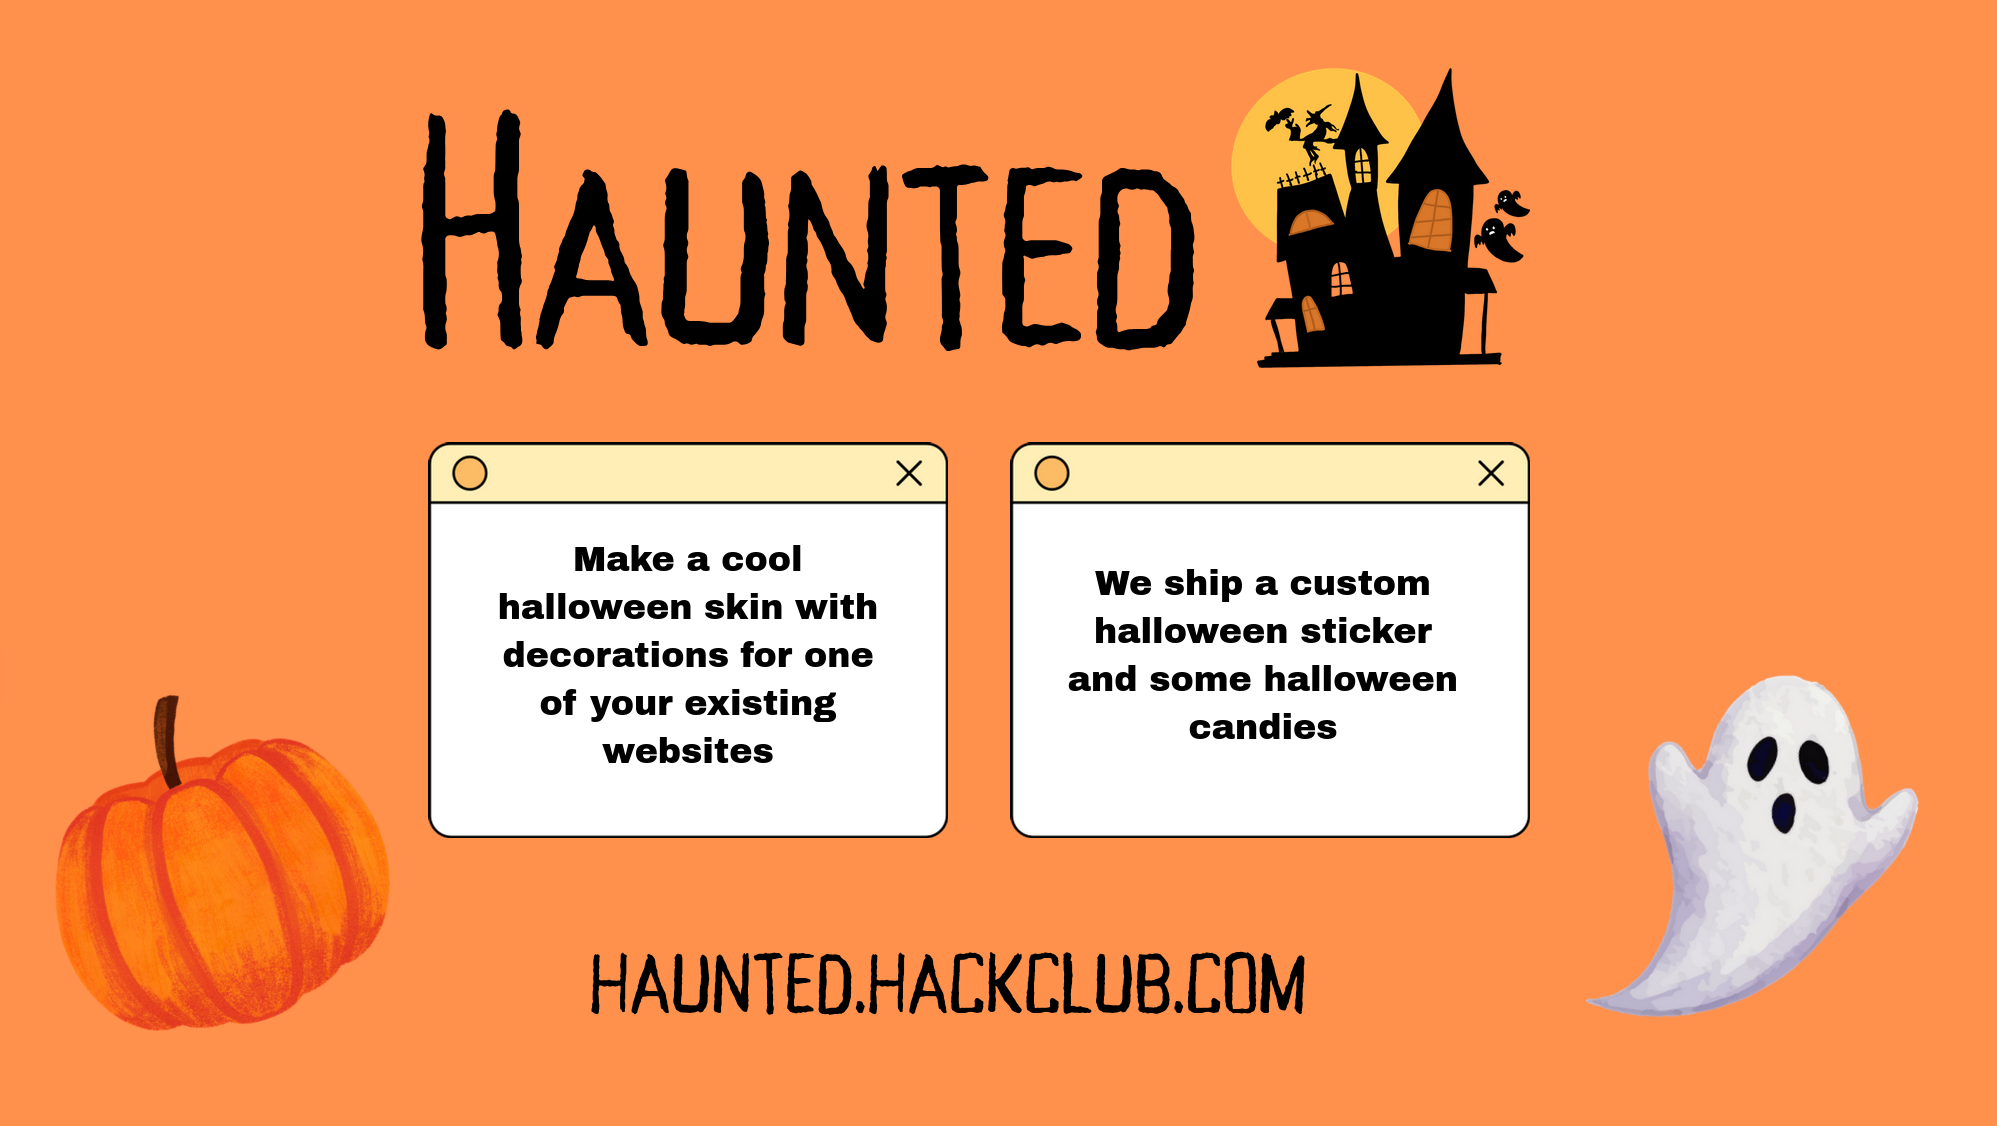 HAUNTED
Make a cool
halloween skin with
decorations for one
of your existing
websites
We ship a custom
halloween sticker
and some halloween
candies
HAUNTED.HACKCLUB.COM